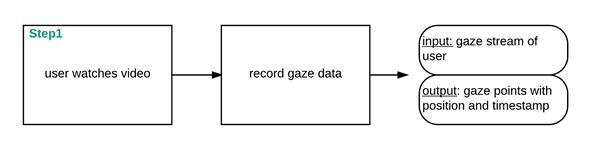 Step1
user watches video
record gaze data
input: gaze stream of
user
output: gaze points with
position and timestamp